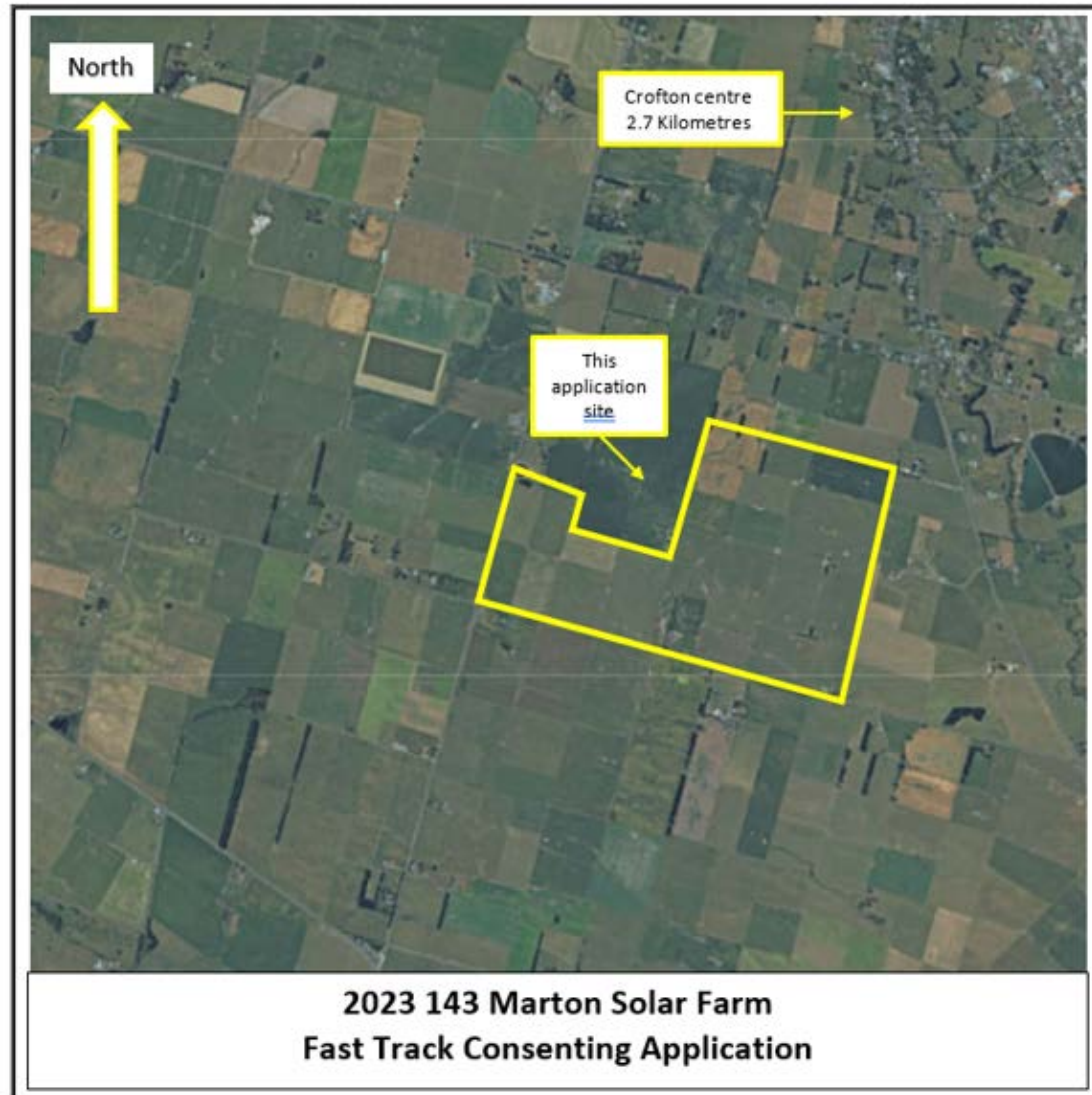 North
Crofton centre
2.7 Kilometres
This
application
site
2023 143 Marton Solar Farm
Fast Track Consenting Application